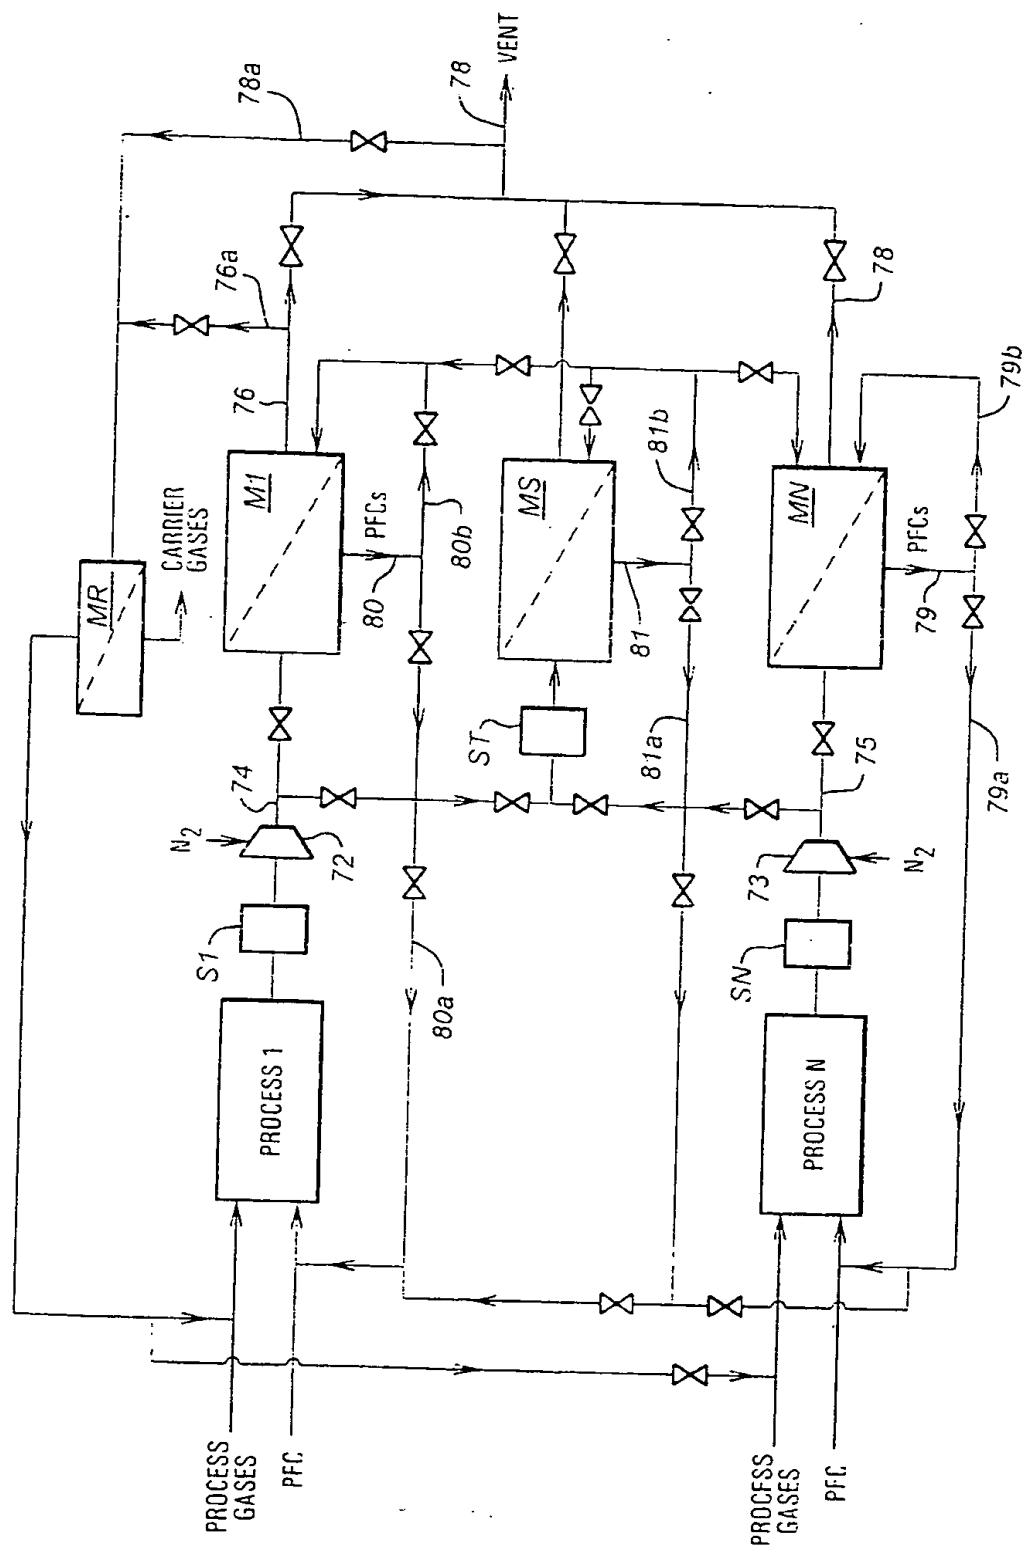 78a
78
VENT
76a
76
78
79b
MR
CARRIER
GASES
M1
PFCs
80
80b
MS
81
81b
MN
PFCs
79
79a
ST
81a
74
N2
72
75
73
N2
S1
80a
SN
PROCESS 1
PROCESS N
PROCESS
GASES
PFC
PROCESS
GASES
PFC